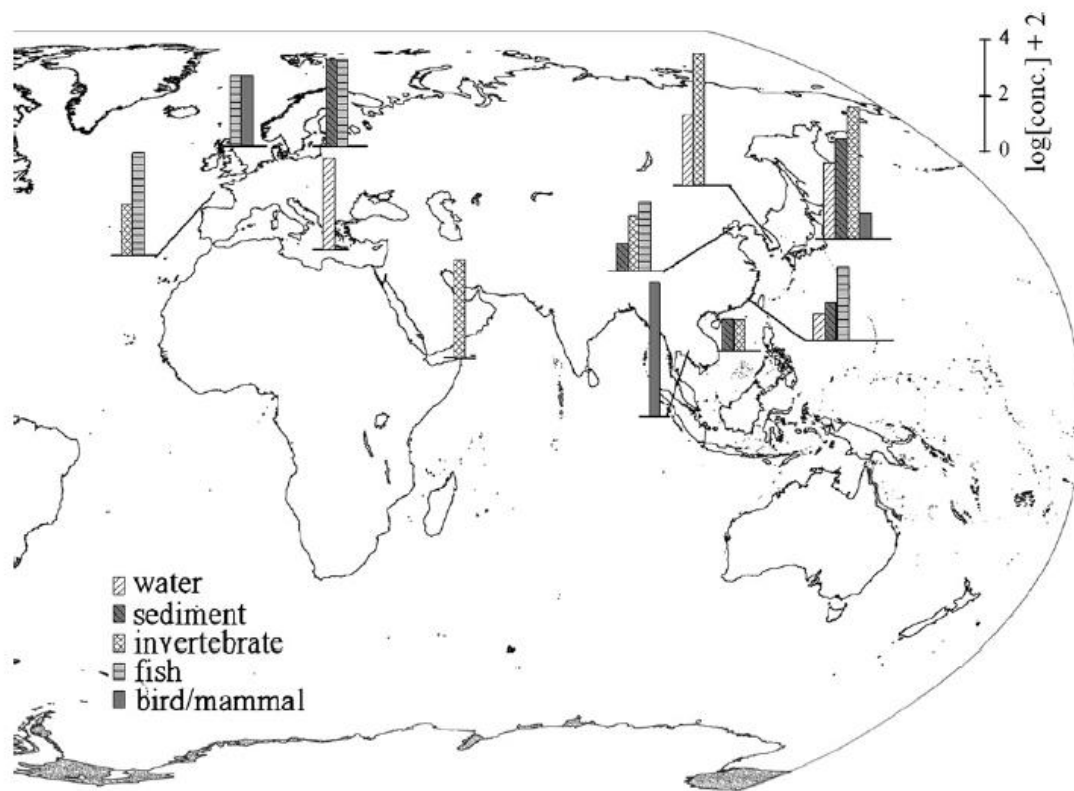 4
2
0
log[conc.] + 2
water
sediment
invertebrate
fish
bird/mammal